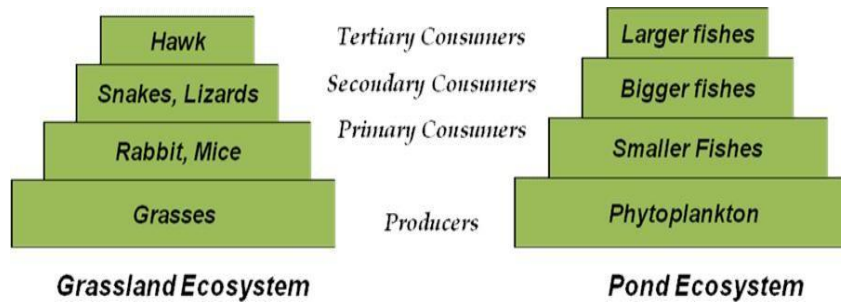 Hawk
Tertiary Consumers
Larger fishes
Snakes, Lizards
Secoudary Consumers
Bigger fishes
Rabbit, Mice
Primary Consumers
Smaller Fishes
Grasses
Producers
Phytoplankton
Grassland Ecosystem
Pond Ecosystem